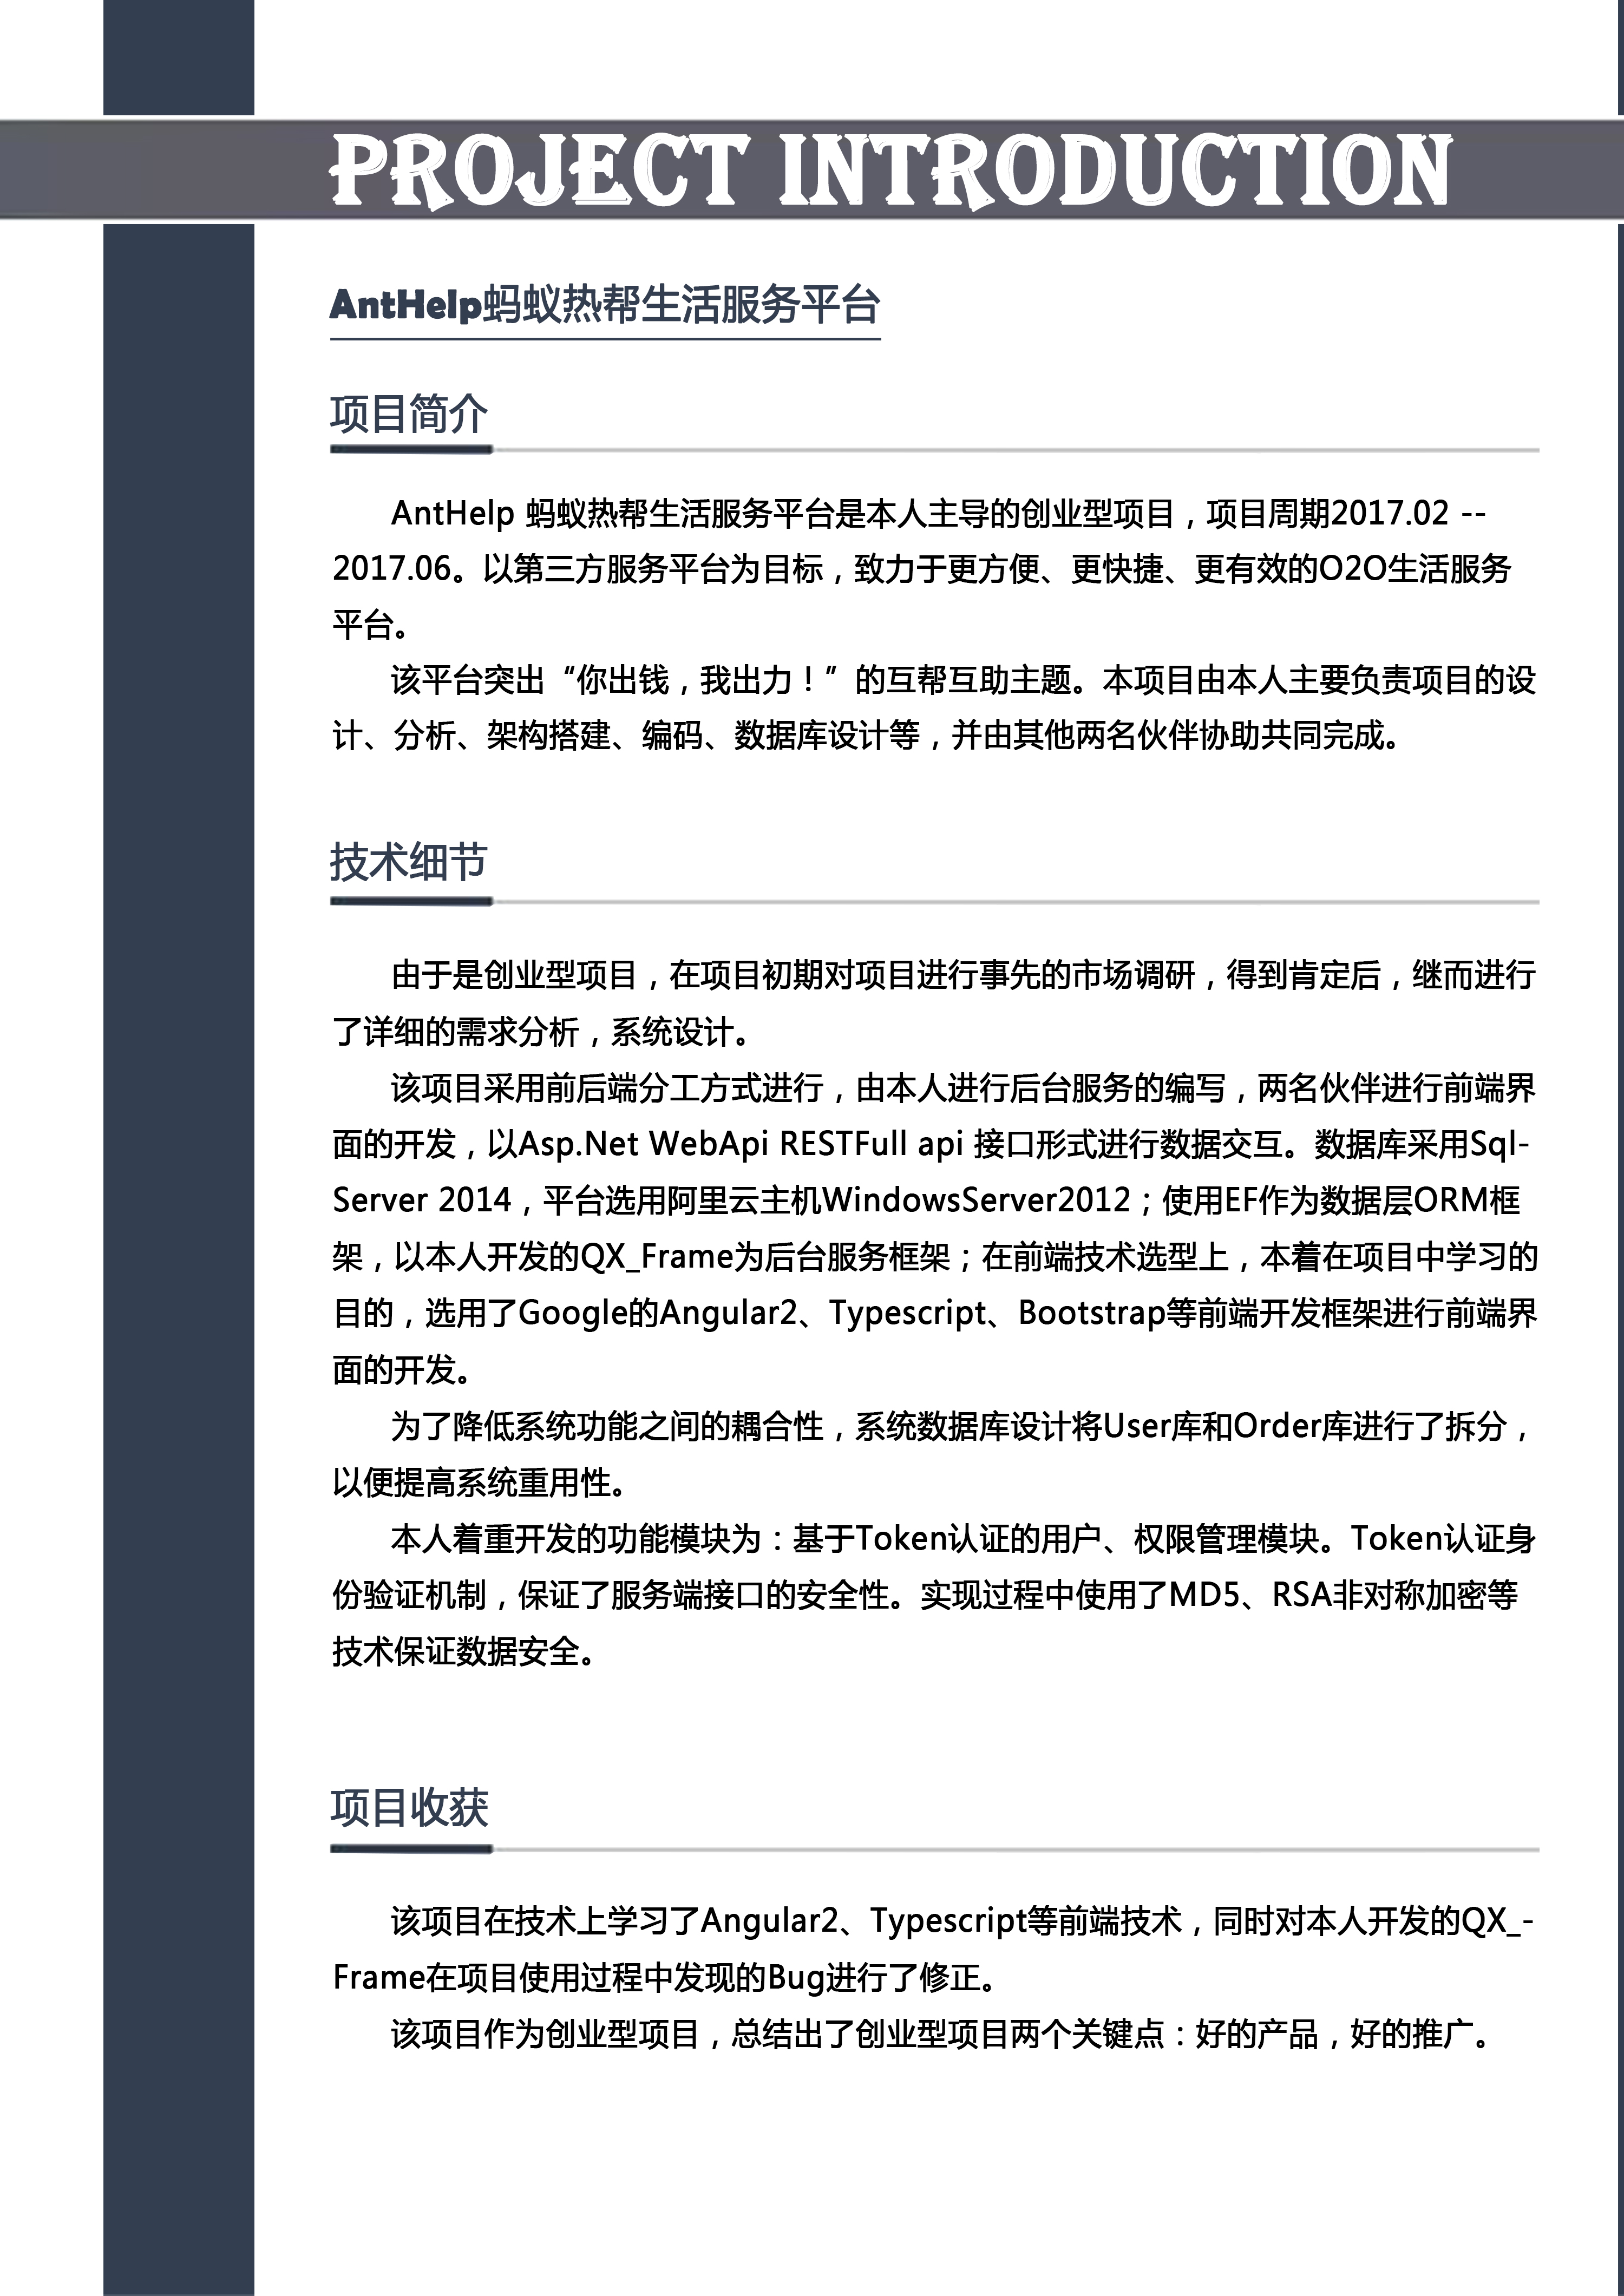 PROJECT INTRODUCTION
AntHelp蚂蚁热帮生活服务平台
项目简介
AntHelp 蚂蚁热帮生活服务平台是本人主导的创业型项目，项目周期2017.02 --
2017.06。以第三方服务平台为目标，致力于更方便、更快捷、更有效的O2O生活服务
平台。
该平台突出“你出钱，我出力！”的互帮互助主题。本项目由本人主要负责项目的设
计、分析、架构搭建、编码、数据库设计等，并由其他两名伙伴协助共同完成。
技术细节
由于是创业型项目，在项目初期对项目进行事先的市场调研，得到肯定后，继而进行
了详细的需求分析，系统设计。
该项目采用前后端分工方式进行，由本人进行后台服务的编写，两名伙伴进行前端界
面的开发，以Asp.Net WebApi RESTFull api 接口形式进行数据交互。数据库采用Sql-
Server 2014，平台选用阿里云主机WindowsServer2012；使用EF作为数据层ORM框
架，以本人开发的QX_Frame为后台服务框架；在前端技术选型上，本着在项目中学习的
目的，选用了Google的Angular2、Typescript、Bootstrap等前端开发框架进行前端界
面的开发。
为了降低系统功能之间的耦合性，系统数据库设计将User库和Order库进行了拆分，
以便提高系统重用性。
本人着重开发的功能模块为：基于Token认证的用户、权限管理模块。Token认证身
份验证机制，保证了服务端接口的安全性。实现过程中使用了MD5、RSA非对称加密等
技术保证数据安全。
项目收获
该项目在技术上学习了Angular2、Typescript等前端技术，同时对本人开发的QX_-
Frame在项目使用过程中发现的Bug进行了修正。
该项目作为创业型项目，总结出了创业型项目两个关键点：好的产品，好的推广。